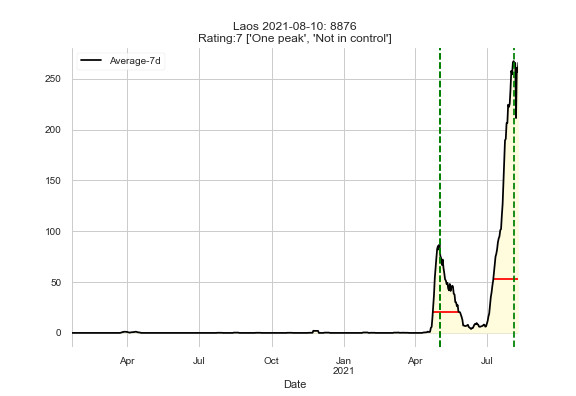 Laos 2021-08-10: 8876
Rating:7 ['One peak', 'Not in control']
Average-7d
250
200
150
100
50
0
Apr
Jul
Oct
Jan
2021
Apr
Jul
Date